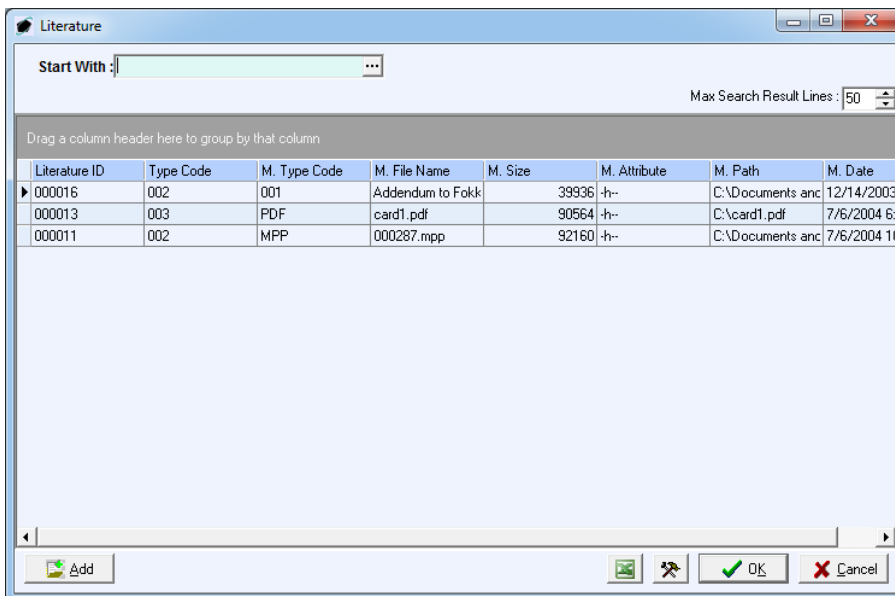 Literature
Start With :
Max Search Result Lines : 50
Drag a column header here to group by that column
Literature ID Type Code M. Type Code M. File Name M. Size M. Attribute M. Path M. Date
000016 002 001 Addendum to Fokk 39936 -h-- C:\Documents anc 12/14/2003
000013 003 PDF card1.pdf 90564 -h-- C:\card1.pdf 7/6/2004 6:
000011 002 MPP 000287.mpp 92160 -h-- C:\Documents anc 7/6/2004 10
Add OK Cancel